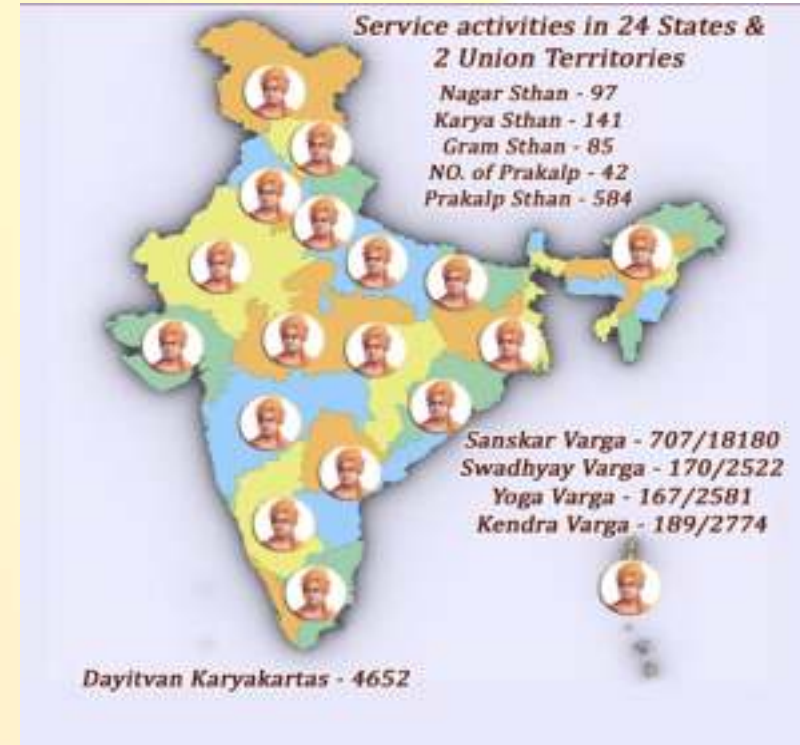 Service activities in 24 States &
2 Union Territories
Nagar Sthan - 97
Karya Sthan - 141
Gram Sthan - 85
NO. of Prakalp - 42
Prakalp Sthan - 584
Sanskar Varga - 707/18180
Swadhyay Varga - 170/2522
Yoga Varga - 167/2581
Kendra Varga - 189/2774
Dayitvan Karyakartas - 4652